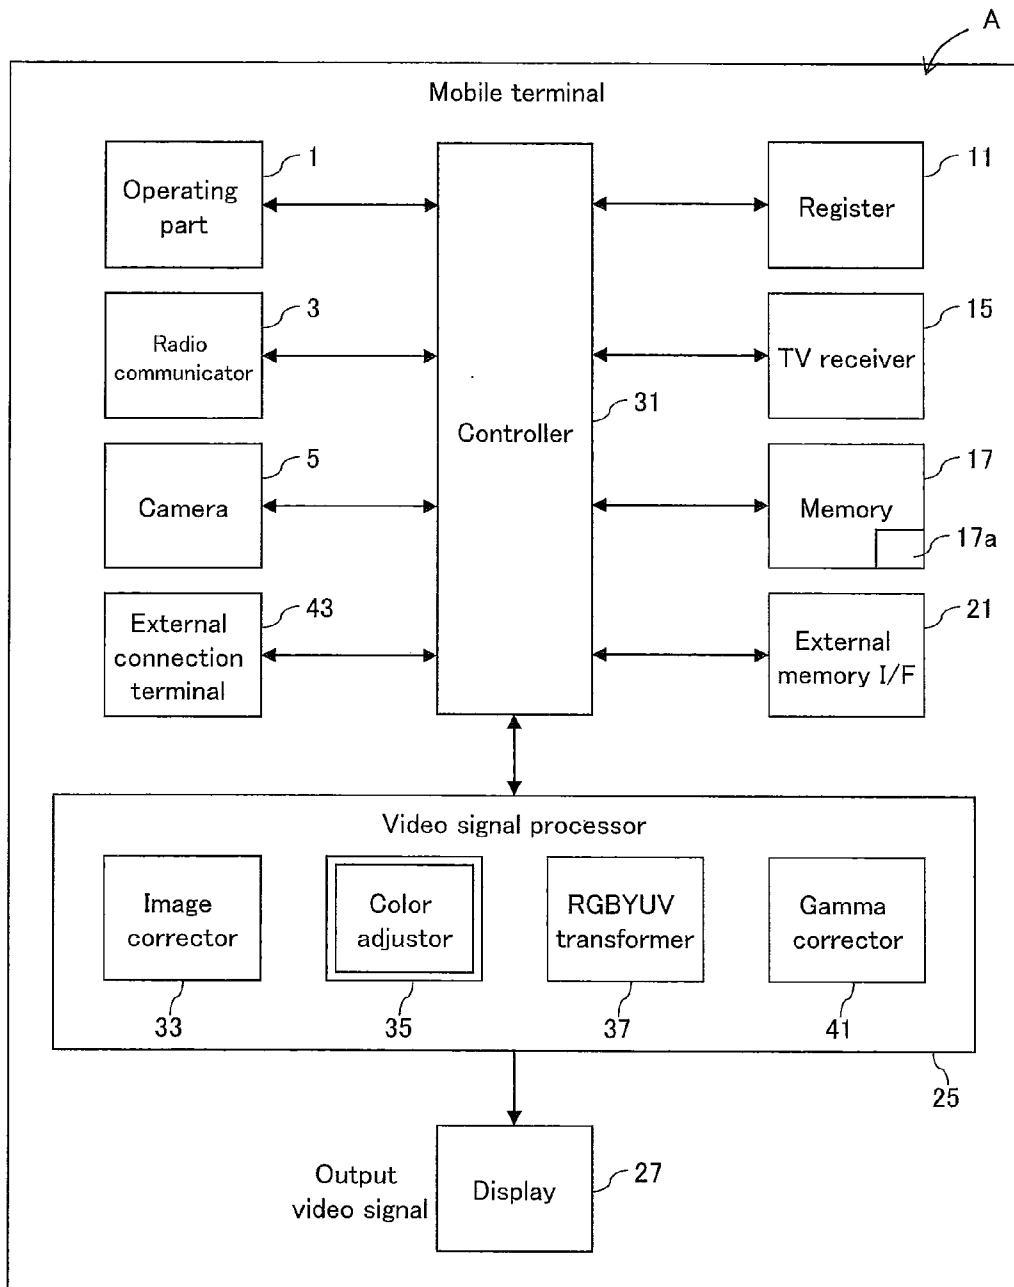 A
Mobile terminal
1
Operating
part
11
Register
3
Radio
communicator
15
TV receiver
Controller
31
5
Camera
17
Memory
17a
43
External
connection
terminal
21
External
memory I/F
Video signal processor
Image
corrector
33
Color
adjustor
35
RGBYUV
transformer
37
Gamma
corrector
41
25
Output
video signal
Display
27